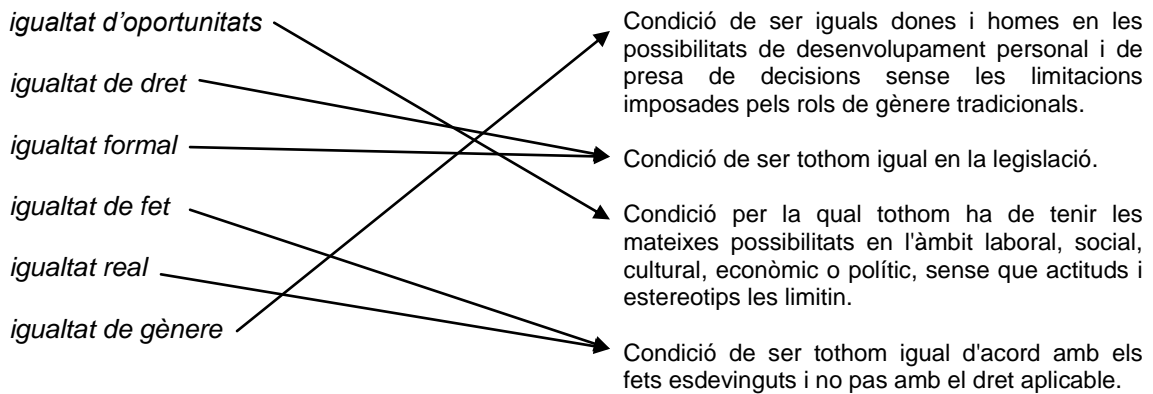 igualtat d’oportunitats
igualtat de dret
igualtat formal
igualtat de fet
igualtat real
igualtat de gènere
Condició de ser iguals dones i homes en les
possibilitats de desenvolupament personal i de
presa de decisions sense les limitacions
imposades pels rols de gènere tradicionals.
Condició de ser tothom igual en la legislació.
Condició per la qual tothom ha de tenir les
mateixes possibilitats en l'àmbit laboral, social,
cultural, econòmic o polític, sense que actituds i
estereotips les limitin.
Condició de ser tothom igual d'acord amb els
fets esdevinguts i no pas amb el dret aplicable.